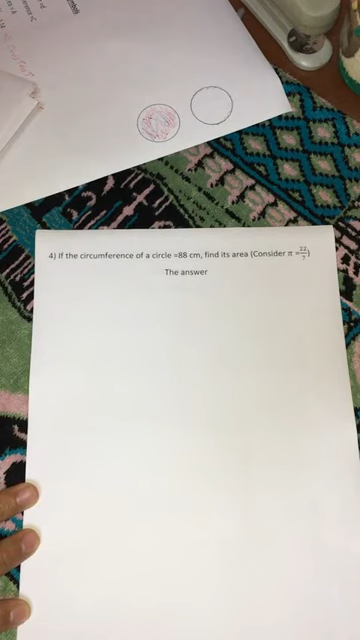 4) If the circumference of a circle =88 cm, find its area (Consider π =22/7)
The answer